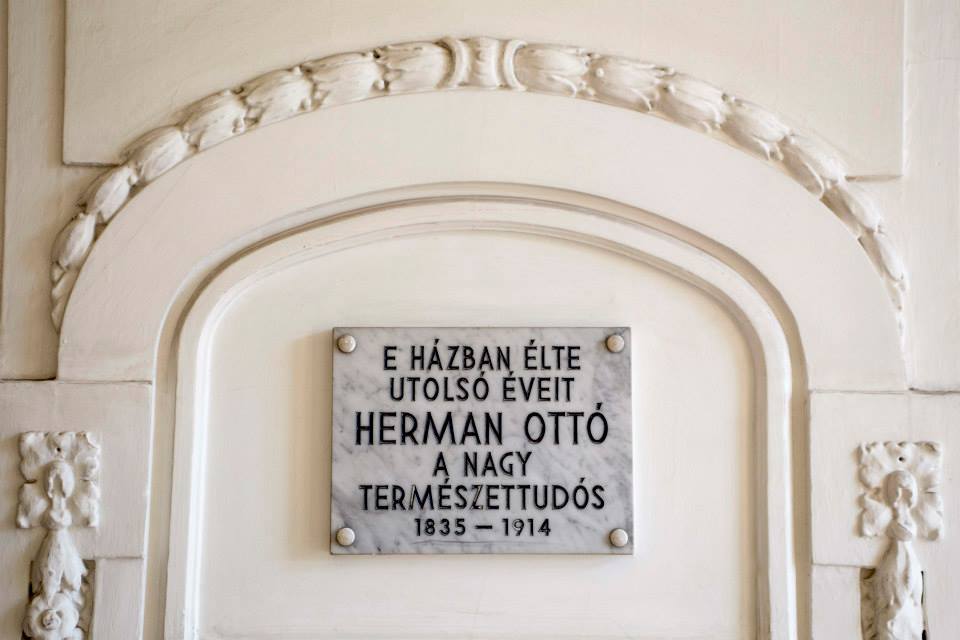 E HÁZBAN ÉLTE
UTOLSÓ ÉVEIT
HERMAN OTTÓ
A NAGY
TERMÉSZETTUDÓS
1835 – 1914